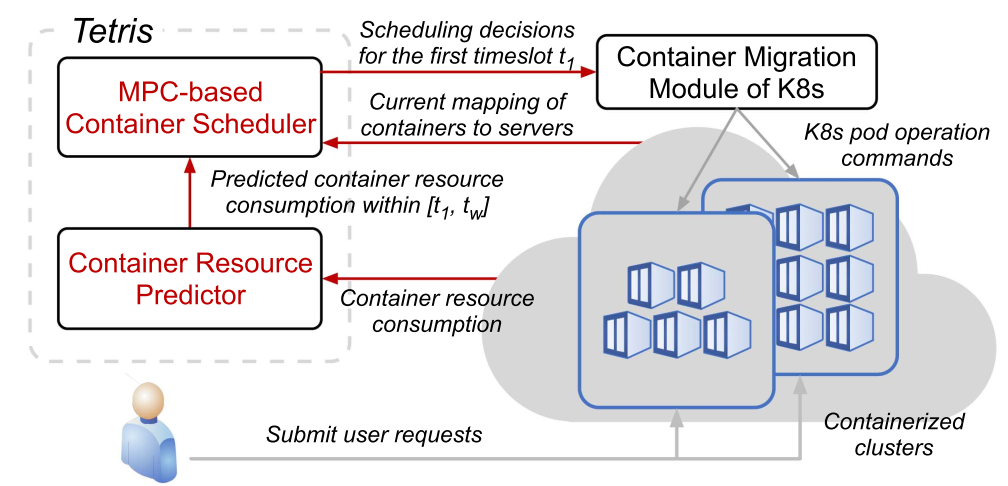 Tetris
MPC-based
Container Scheduler
Scheduling decisions
for the first timeslot t1
Container Migration
Module of K8s
Current mapping of
containers to servers
K8s pod operation
commands
Predicted container resource
consumption within [t1, tw]
Container Resource
Predictor
Container resource
consumption
Submit user requests
Containerized
clusters